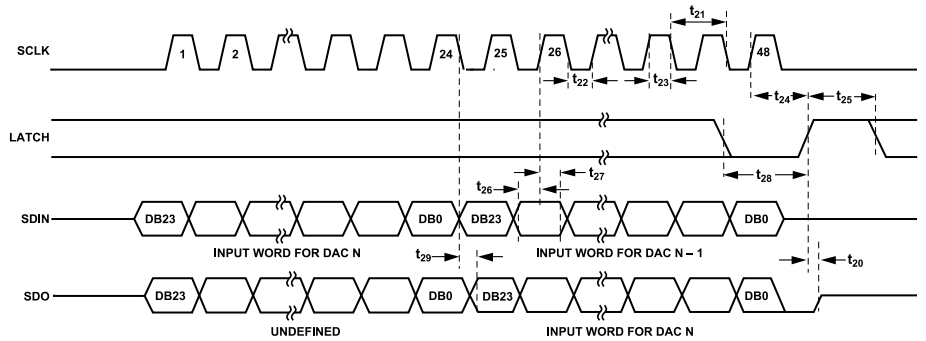 t21
SCLK
1 2 24 25 26 48
t22 t23 t24 t25
LATCH
t28
t26 t27
SDIN
DB23 DB0 DB23 DB0
INPUT WORD FOR DAC N INPUT WORD FOR DAC N – 1
t29 t20
SDO
DB23 DB0 DB23 DB0
UNDEFINED INPUT WORD FOR DAC N